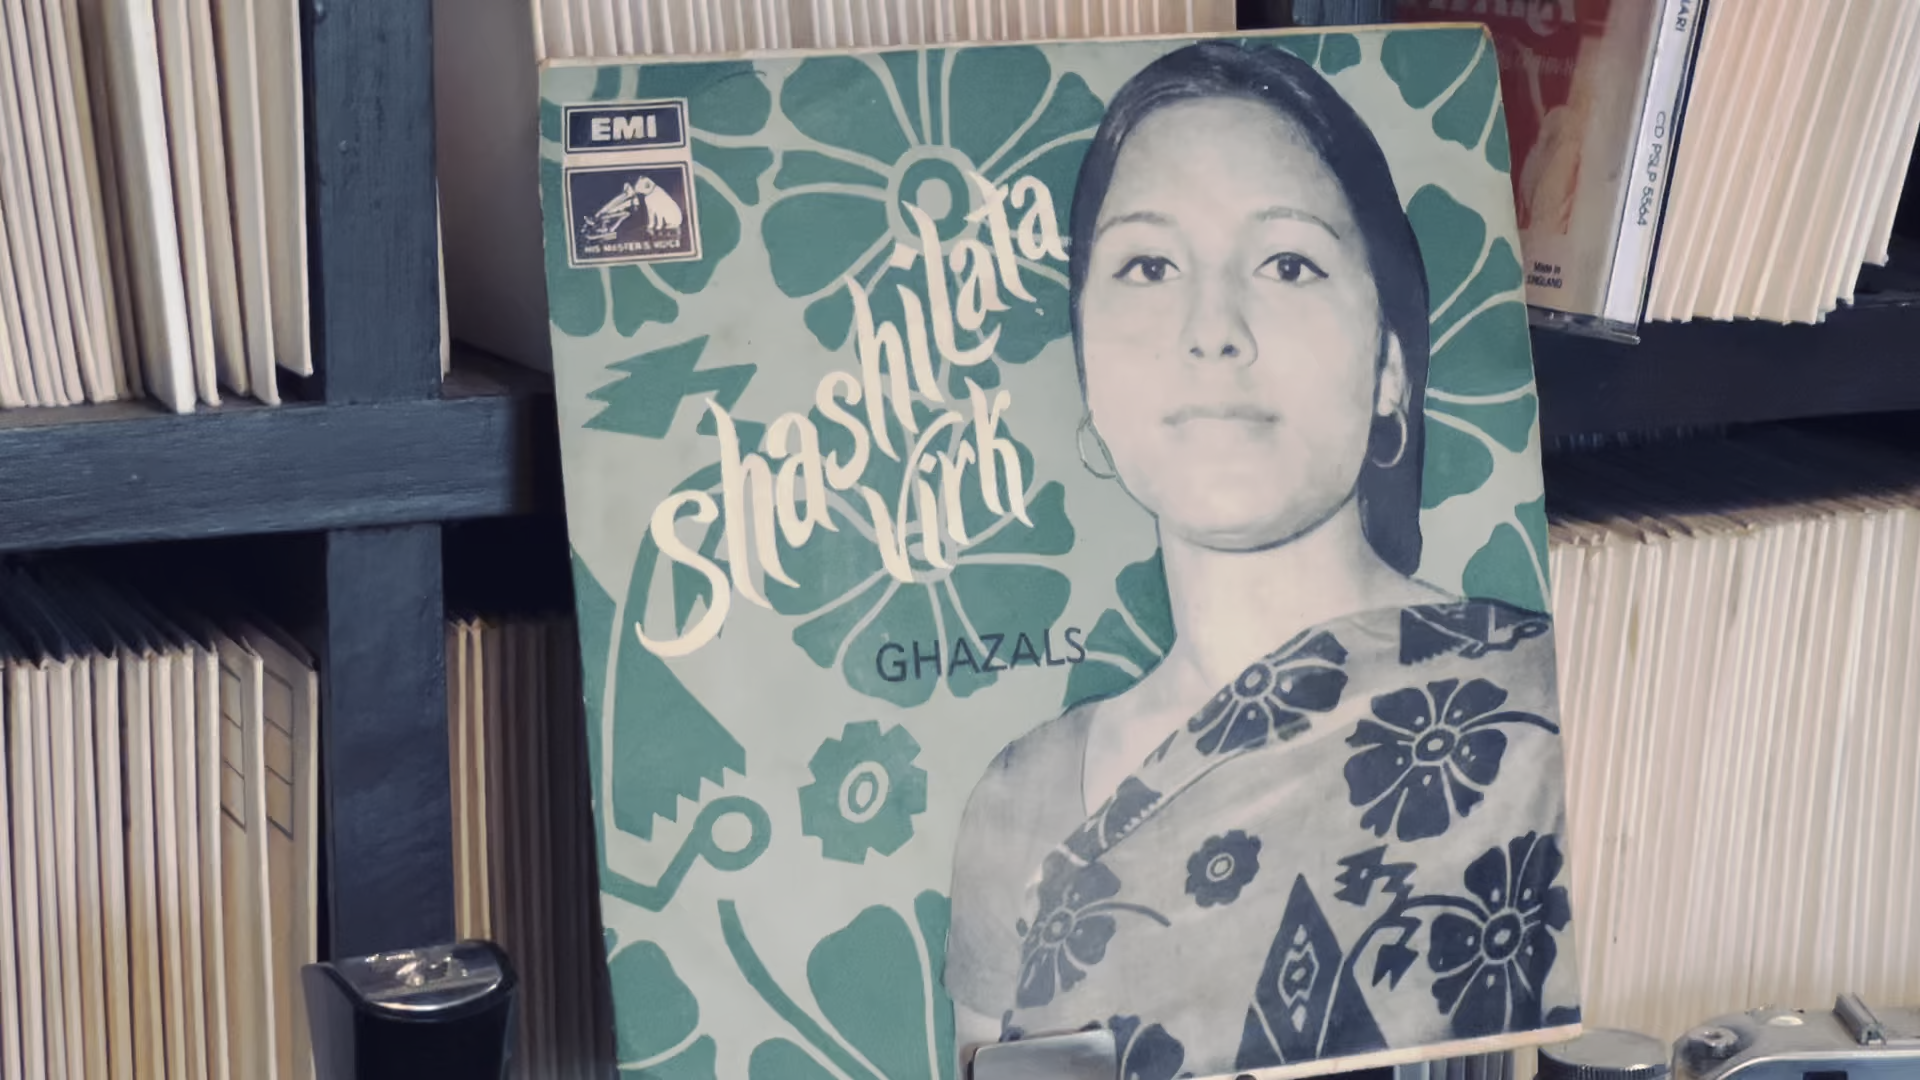 EMI
HIS MASTER'S VOICE
Shashilata
Virk
GHAZALS
CD PSLP 5564
Made in
ENGLAND